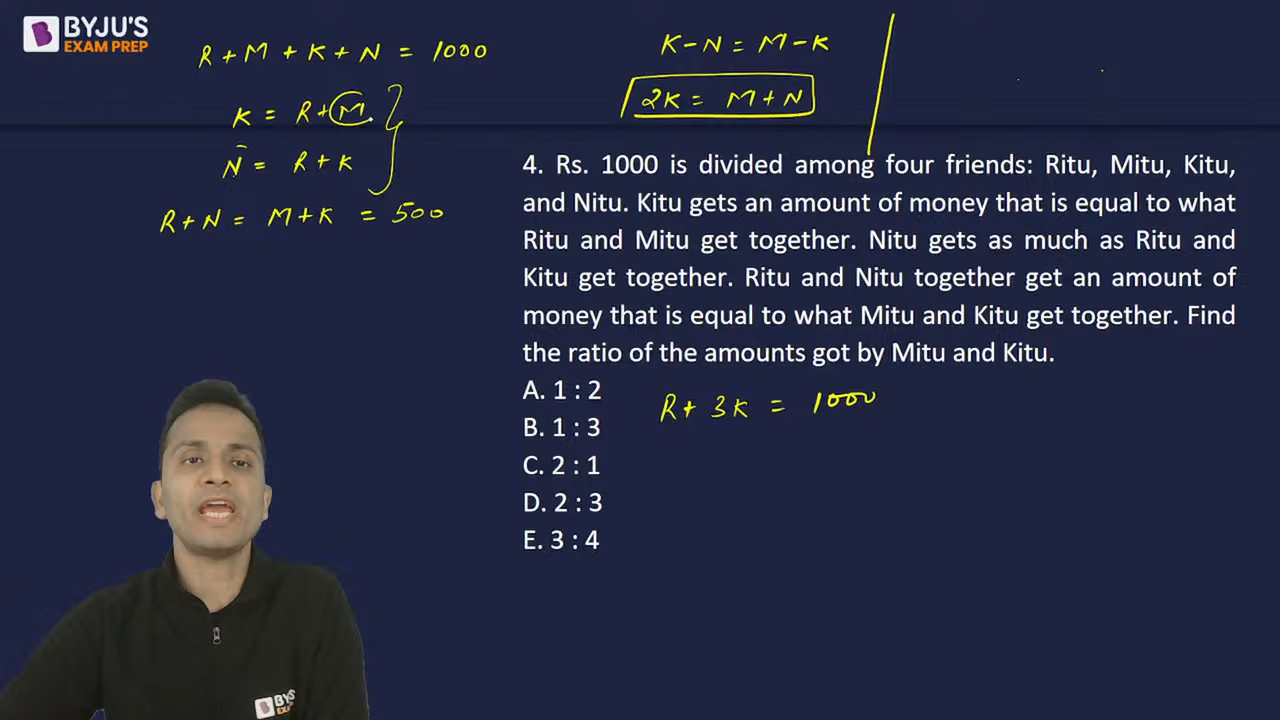 BYJU'S
EXAM PREP
R + M + K + N = 1000
K = R + M
N = R + K
R + N = M + K = 500
K - N = M - K
2K = M + N
4. Rs. 1000 is divided among four friends: Ritu, Mitu, Kitu,
and Nitu. Kitu gets an amount of money that is equal to what
Ritu and Mitu get together. Nitu gets as much as Ritu and
Kitu get together. Ritu and Nitu together get an amount of
money that is equal to what Mitu and Kitu get together. Find
the ratio of the amounts got by Mitu and Kitu.
A. 1 : 2
B. 1 : 3
C. 2 : 1
D. 2 : 3
E. 3 : 4
R + 3K = 1000